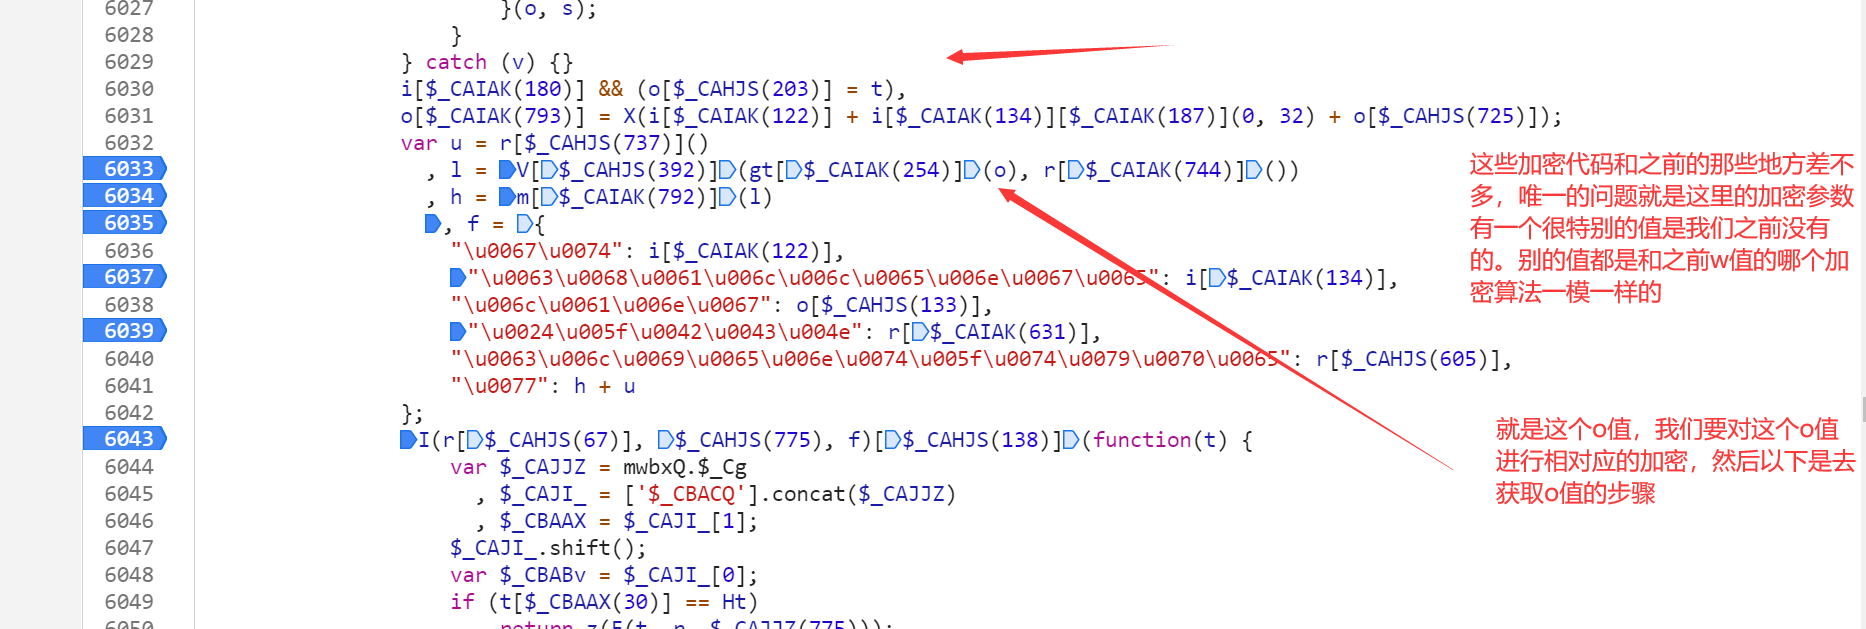 6027 }(o, s);
6028 }
6029 } catch (v) {}
6030 i[$_CAIAK(180)] && (o[$_CAHJS(203)] = t),
6031 o[$_CAIAK(793)] = X(i[$_CAIAK(122)] + i[$_CAIAK(134)][$_CAIAK(187)](0, 32) + o[$_CAHJS(725)]);
6032 var u = r[$_CAHJS(737)]()
6033 , l = V[$_CAHJS(392)](gt[$_CAIAK(254)](o), r[$_CAIAK(744)]())
6034 , h = m[$_CAIAK(792)](l)
6035 , f = {
6036 "\u0067\u0074": i[$_CAIAK(122)],
6037 "\u0063\u0068\u0061\u006c\u006c\u0065\u006e\u0067\u0065": i[$_CAIAK(134)],
6038 "\u006c\u0061\u006e\u0067": o[$_CAHJS(133)],
6039 "\u0024\u005f\u0042\u0043\u004e": r[$_CAIAK(631)],
6040 "\u0063\u006c\u0069\u0065\u006e\u0074\u005f\u0074\u0079\u0070\u0065": r[$_CAHJS(605)],
6041 "\u0077": h + u
6042 };
6043 I(r[$_CAHJS(67)], $_CAHJS(775), f)[$_CAHJS(138)](function(t) {
6044 var $_CAJJZ = mwbxQ.$_Cg
6045 , $_CAJI_ = ['$_CBACQ'].concat($_CAJJZ)
6046 , $_CBAAX = $_CAJI_[1];
6047 $_CAJI_.shift();
6048 var $_CBABv = $_CAJI_[0];
6049 if (t[$_CBAAX(30)] == Ht)
6050 return z(F(t, r, $_CAJJZ(775)));
这些加密代码和之前的那些地方差不
多，唯一的问题就是这里的加密参数
有一个很特别的值是我们之前没有
的。别的值都是和之前w值的哪个加
密算法一模一样的
就是这个o值，我们要对这个o值
进行相对应的加密，然后以下是去
获取o值的步骤